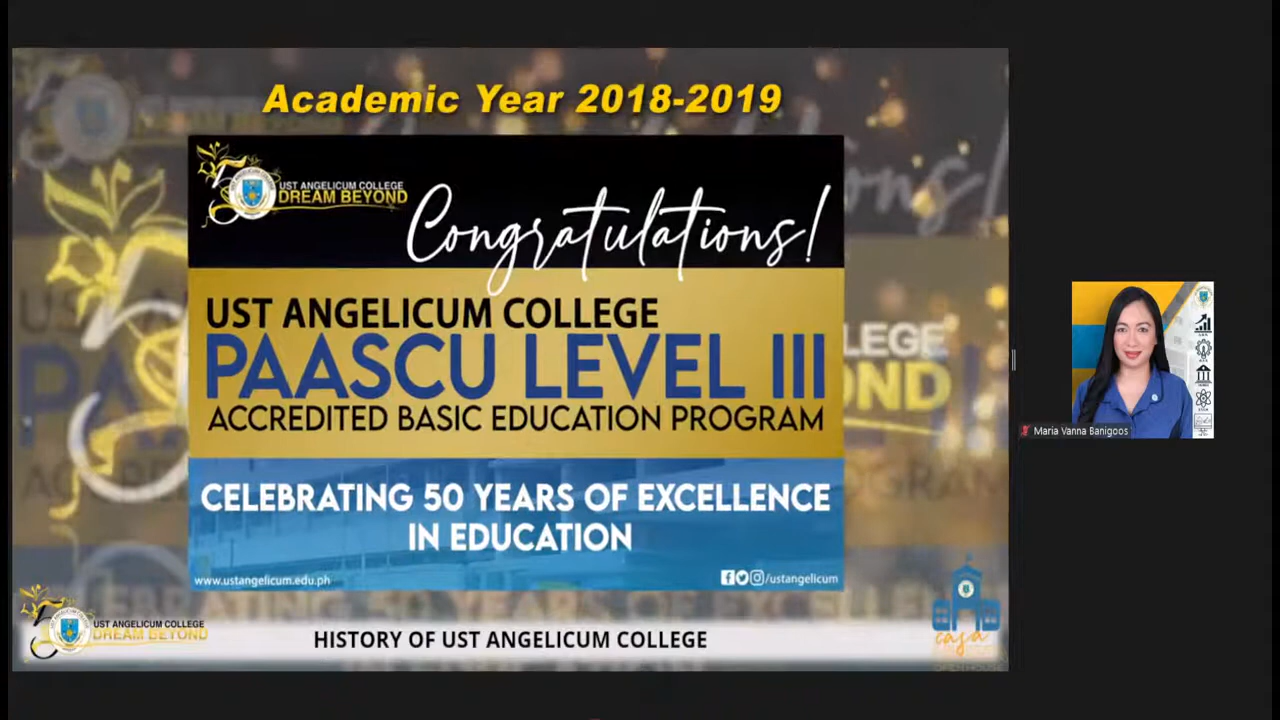 Academic Year 2018-2019
UST ANGELICUM COLLEGE
DREAM BEYOND
Congratulations!
UST ANGELICUM COLLEGE
PAASCU LEVEL III
ACCREDITED BASIC EDUCATION PROGRAM
CELEBRATING 50 YEARS OF EXCELLENCE
IN EDUCATION
www.ustangelicum.edu.ph
/ustangelicum
UST ANGELICUM COLLEGE
DREAM BEYOND
HISTORY OF UST ANGELICUM COLLEGE
casa
Maria Vanna Banigoos